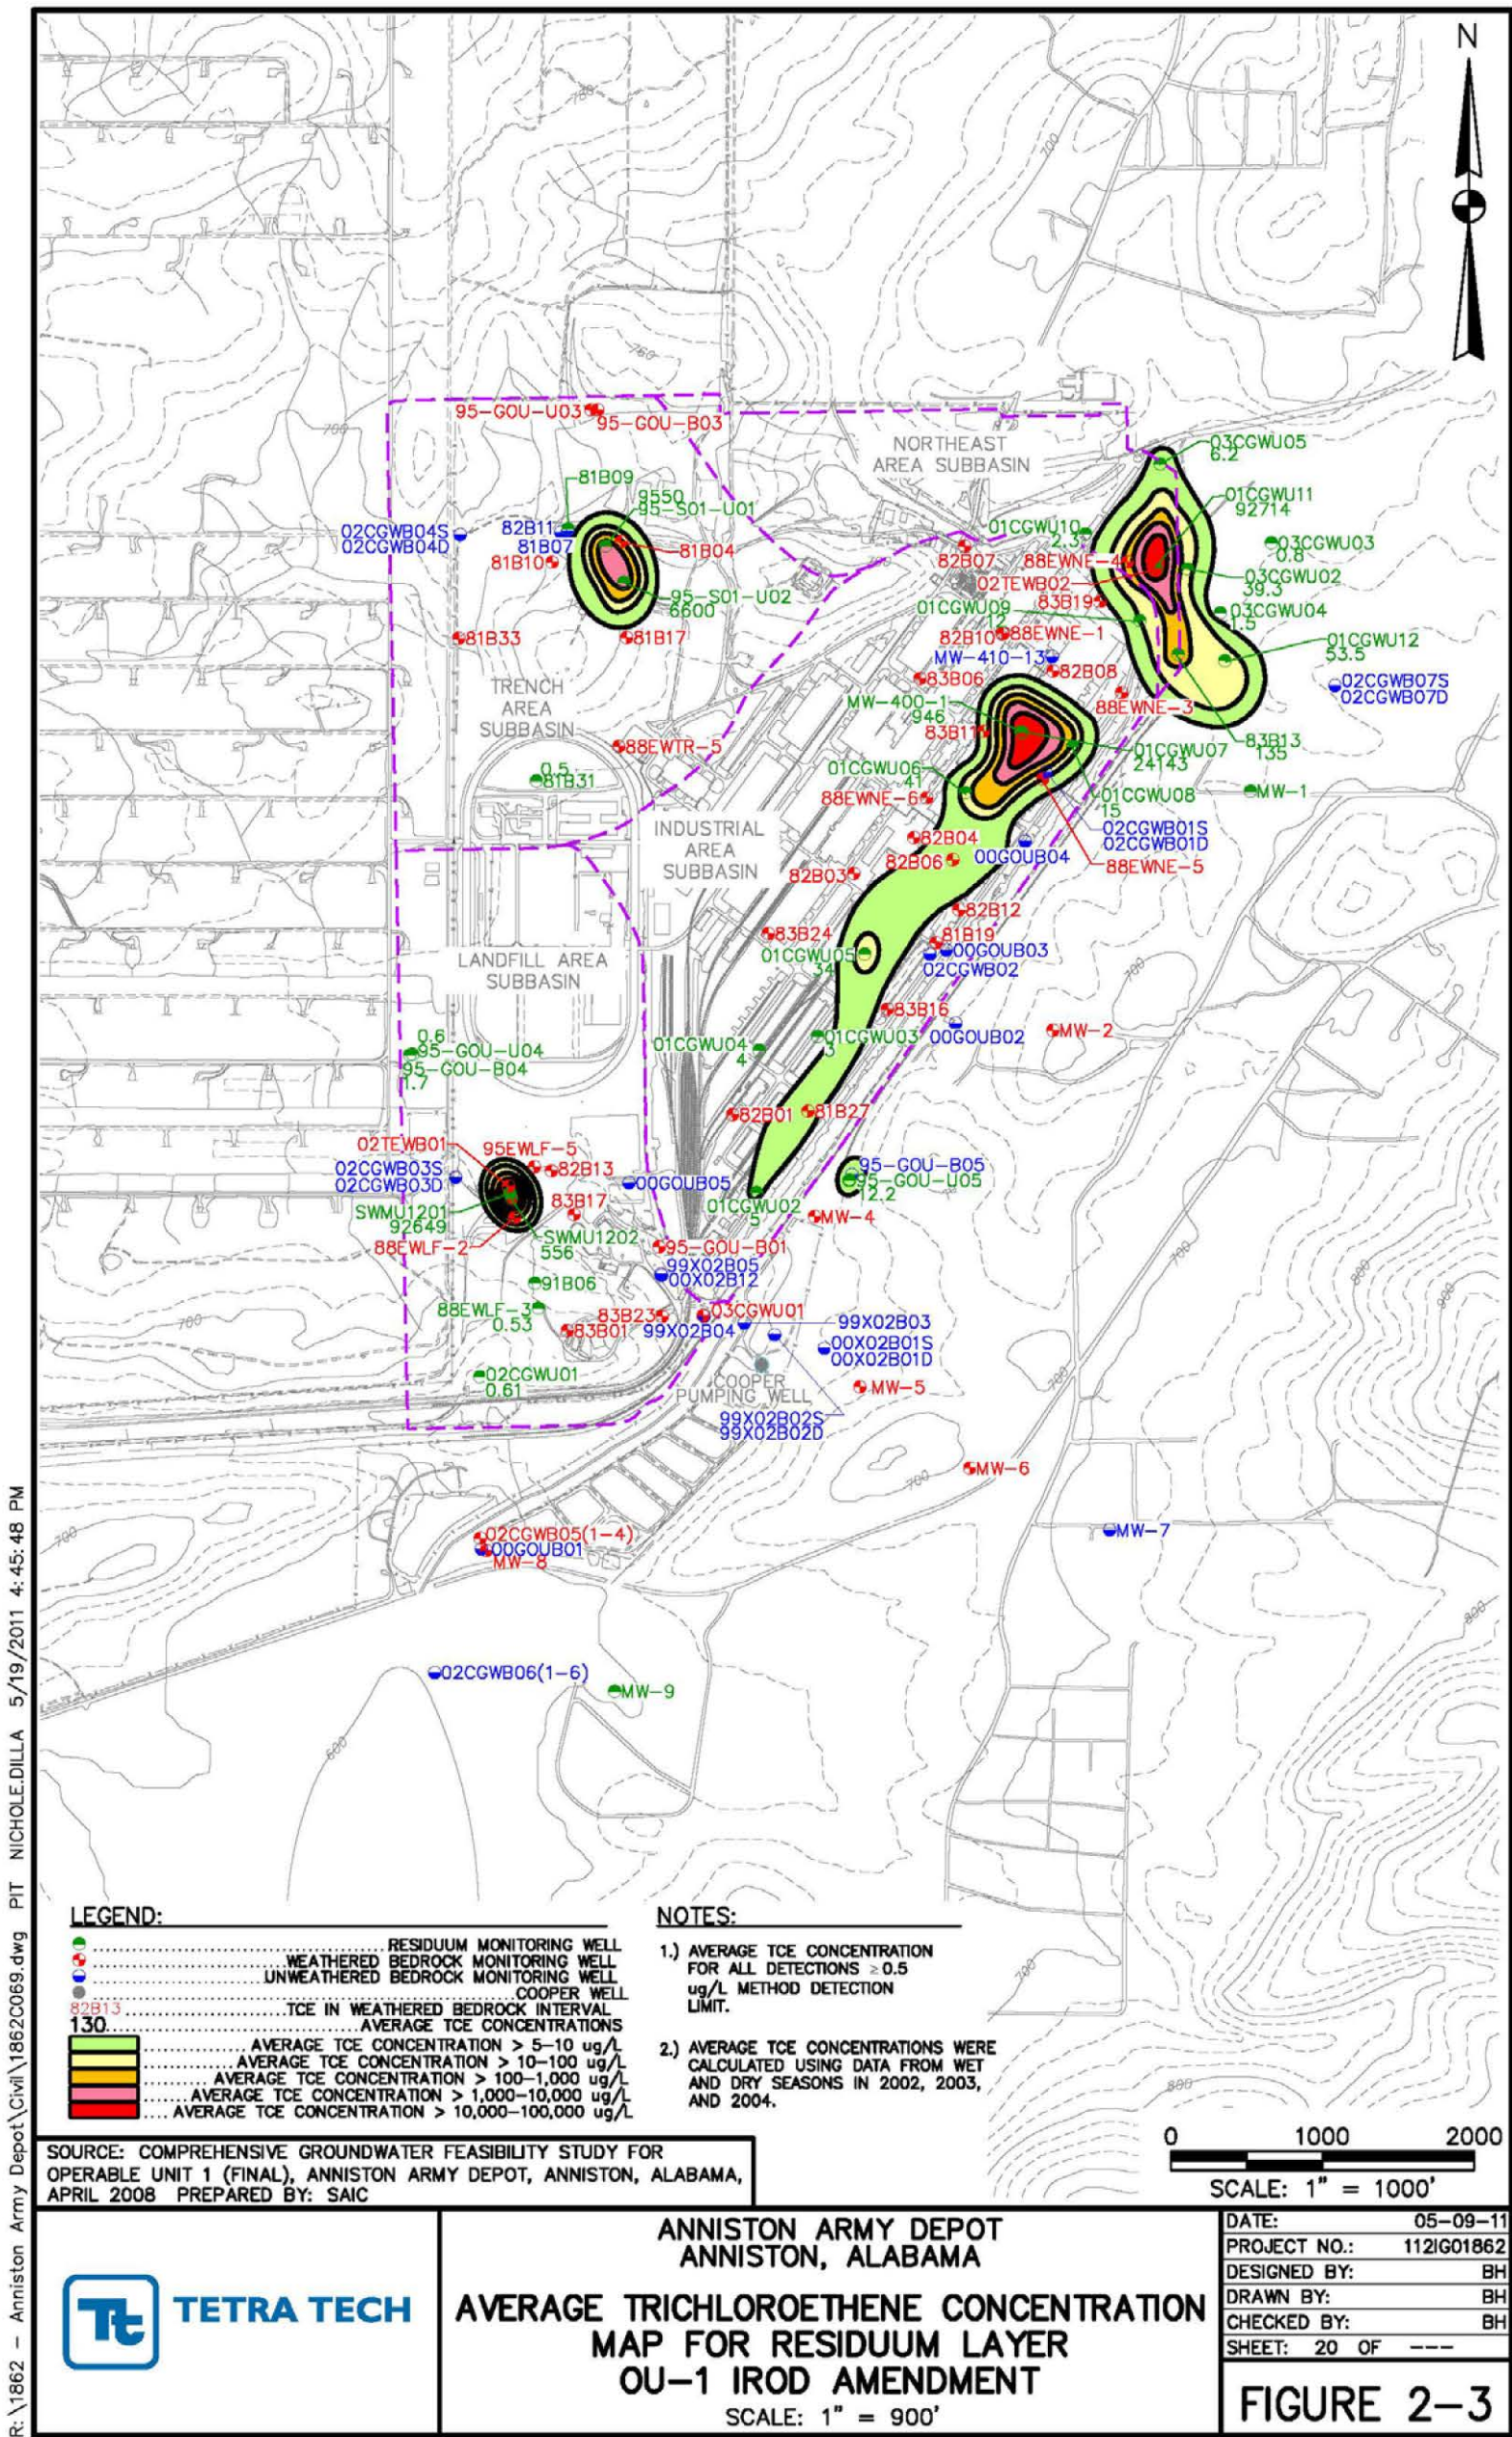 N
780
700
760
700
95-GOU-U03
95-GOU-B03
NORTHEAST
AREA SUBBASIN
03CGWU05
6.2
81B09
9550
95-S01-U01
01CGWU11
92714
02CGWB04S
02CGWB04D
82B11
81B07
81B10
81B04
01CGWU10
2.3
03CGWU03
0.8
82B07
88EWNE-4
02TEWB02
03CGWU02
39.3
95-S01-U02
6600
83B19
01CGWU09
12
03CGWU04
1.5
81B33
81B17
82B10
88EWNE-1
01CGWU12
53.5
MW-410-13
82B08
83B06
02CGWB07S
02CGWB07D
TRENCH
AREA
SUBBASIN
88EWNE-3
MW-400-1
946
83B11
83B13
135
88EWTR-5
01CGWU07
24143
0.5
81B31
01CGWU06
41
88EWNE-6
01CGWU08
15
MW-1
INDUSTRIAL
AREA
SUBBASIN
02CGWB01S
02CGWB01D
82B04
82B06
00GOUB04
88EWNE-5
82B03
82B12
83B24
81B19
01CGWU05
34
00GOUB03
02CGWB02
LANDFILL AREA
SUBBASIN
700
83B16
00GOUB02
MW-2
0.6
95-GOU-U04
95-GOU-B04
1.7
01CGWU04
4
01CGWU03
3
82B01
81B27
02TEWB01
95EWLF-5
02CGWB03S
02CGWB03D
82B13
00GOUB05
95-GOU-B05
95-GOU-U05
12.2
SWMU1201
92649
83B17
01CGWU02
5
MW-4
88EWLF-2
SWMU1202
556
95-GOU-B01
99X02B05
00X02B12
700
800
900
91B06
88EWLF-3
0.53
83B23
03CGWU01
83B01
99X02B04
99X02B03
00X02B01S
00X02B01D
700
02CGWU01
0.61
COOPER
PUMPING WELL
MW-5
700
99X02B02S
99X02B02D
MW-6
700
700
02CGWB05(1-4)
00GOUB01
MW-8
MW-7
800
02CGWB06(1-6)
MW-9
600
700
800
LEGEND:
RESIDUUM MONITORING WELL
WEATHERED BEDROCK MONITORING WELL
UNWEATHERED BEDROCK MONITORING WELL
COOPER WELL
82B13 TCE IN WEATHERED BEDROCK INTERVAL
130 AVERAGE TCE CONCENTRATIONS
AVERAGE TCE CONCENTRATION > 5-10 ug/L
AVERAGE TCE CONCENTRATION > 10-100 ug/L
AVERAGE TCE CONCENTRATION > 100-1,000 ug/L
AVERAGE TCE CONCENTRATION > 1,000-10,000 ug/L
AVERAGE TCE CONCENTRATION > 10,000-100,000 ug/L
NOTES:
1.) AVERAGE TCE CONCENTRATION
FOR ALL DETECTIONS ≥0.5
ug/L METHOD DETECTION
LIMIT.
2.) AVERAGE TCE CONCENTRATIONS WERE
CALCULATED USING DATA FROM WET
AND DRY SEASONS IN 2002, 2003,
AND 2004.
0 1000 2000
SCALE: 1" = 1000'
SOURCE: COMPREHENSIVE GROUNDWATER FEASIBILITY STUDY FOR
OPERABLE UNIT 1 (FINAL), ANNISTON ARMY DEPOT, ANNISTON, ALABAMA,
APRIL 2008 PREPARED BY: SAIC
Tt TETRA TECH
ANNISTON ARMY DEPOT
ANNISTON, ALABAMA
AVERAGE TRICHLOROETHENE CONCENTRATION
MAP FOR RESIDUUM LAYER
OU-1 IROD AMENDMENT
SCALE: 1" = 900'
DATE: 05-09-11
PROJECT NO.: 112IG01862
DESIGNED BY: BH
DRAWN BY: BH
CHECKED BY: BH
SHEET: 20 OF ---
FIGURE 2-3
R:\1862 - Anniston Army Depot\Civil\1862C069.dwg PIT NICHOLE.DILLA 5/19/2011 4:45:48 PM